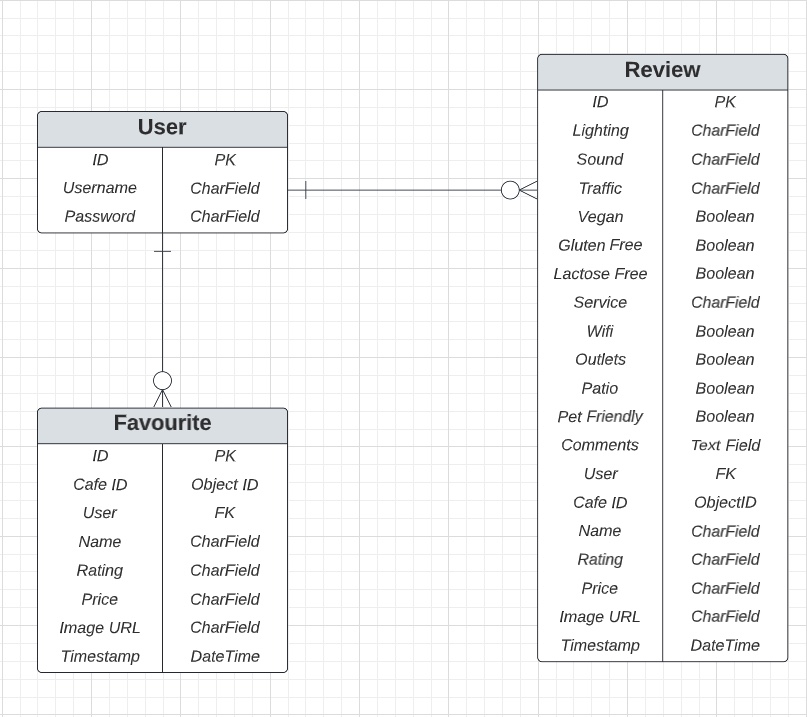 User
ID PK
Username CharField
Password CharField
Favourite
ID PK
Cafe ID Object ID
User FK
Name CharField
Rating CharField
Price CharField
Image URL CharField
Timestamp DateTime
Review
ID PK
Lighting CharField
Sound CharField
Traffic CharField
Vegan Boolean
Gluten Free Boolean
Lactose Free Boolean
Service CharField
Wifi Boolean
Outlets Boolean
Patio Boolean
Pet Friendly Boolean
Comments Text Field
User FK
Cafe ID ObjectID
Name CharField
Rating CharField
Price CharField
Image URL CharField
Timestamp DateTime